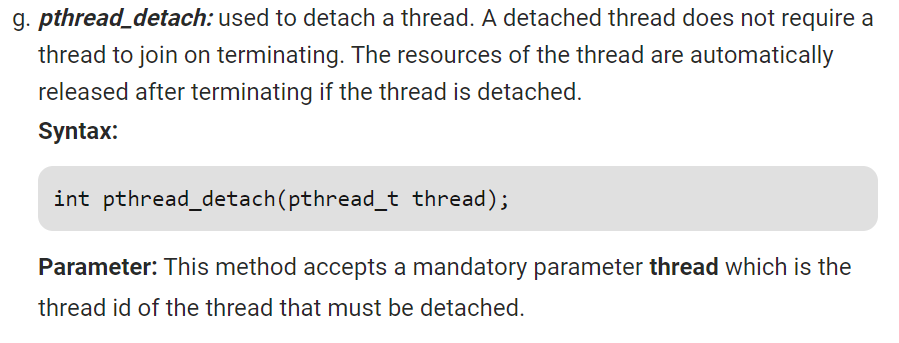 g. pthread_detach: used to detach a thread. A detached thread does not require a
thread to join on terminating. The resources of the thread are automatically
released after terminating if the thread is detached.
Syntax:
int pthread_detach(pthread_t thread);
Parameter: This method accepts a mandatory parameter thread which is the
thread id of the thread that must be detached.